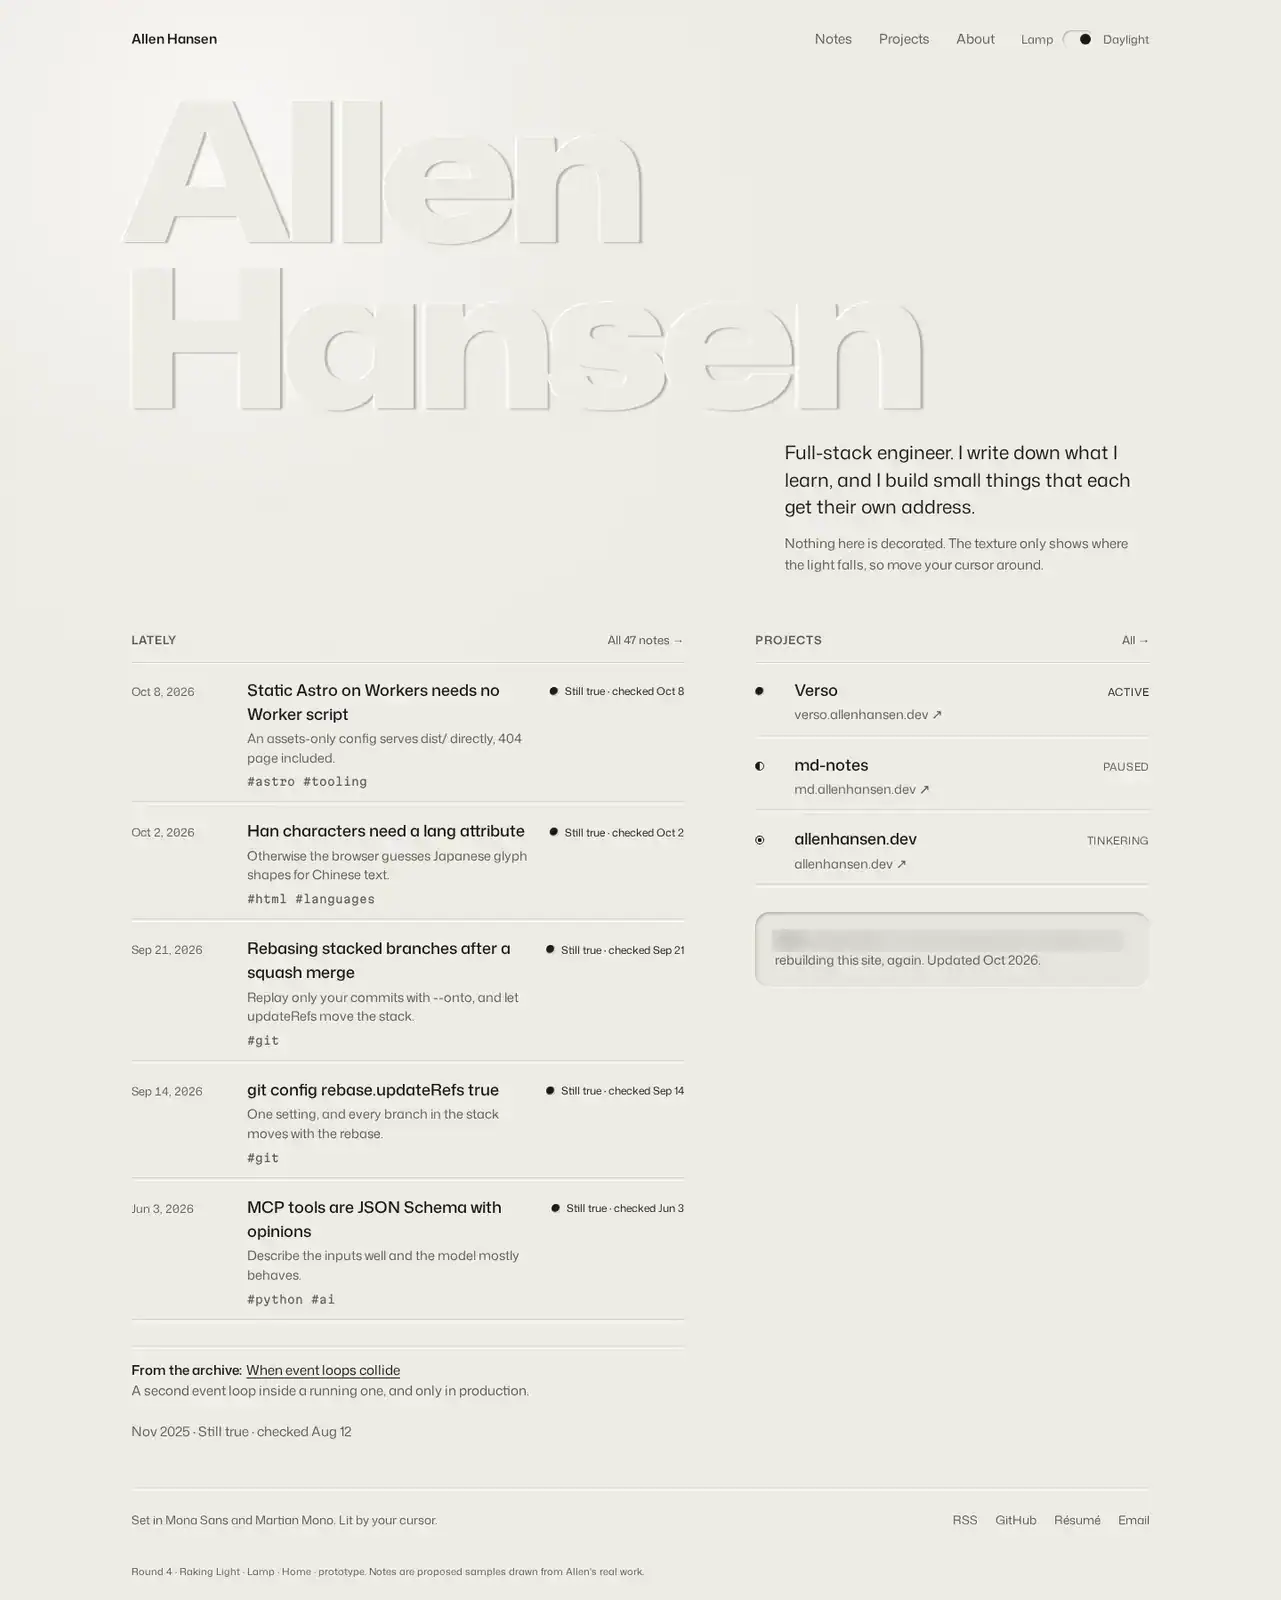 Allen Hansen
Notes
Projects
About
Lamp
Daylight
Allen
Hansen
Full-stack engineer. I write down what I
learn, and I build small things that each
get their own address.
Nothing here is decorated. The texture only shows where
the light falls, so move your cursor around.
LATELY
All 47 notes →
Oct 8, 2026
Static Astro on Workers needs no
Worker script
Still true · checked Oct 8
An assets-only config serves dist/ directly, 404
page included.
#astro #tooling
Oct 2, 2026
Han characters need a lang attribute
Still true · checked Oct 2
Otherwise the browser guesses Japanese glyph
shapes for Chinese text.
#html #languages
Sep 21, 2026
Rebasing stacked branches after a
squash merge
Still true · checked Sep 21
Replay only your commits with --onto, and let
updateRefs move the stack.
#git
Sep 14, 2026
git config rebase.updateRefs true
Still true · checked Sep 14
One setting, and every branch in the stack
moves with the rebase.
#git
Jun 3, 2026
MCP tools are JSON Schema with
opinions
Still true · checked Jun 3
Describe the inputs well and the model mostly
behaves.
#python #ai
From the archive: When event loops collide
A second event loop inside a running one, and only in production.
Nov 2025 · Still true · checked Aug 12
PROJECTS
All →
Verso
ACTIVE
verso.allenhansen.dev ↗
md-notes
PAUSED
md.allenhansen.dev ↗
allenhansen.dev
TINKERING
allenhansen.dev ↗
rebuilding this site, again. Updated Oct 2026.
Set in Mona Sans and Martian Mono. Lit by your cursor.
RSS
GitHub
Résumé
Email
Round 4 · Raking Light · Lamp · Home · prototype. Notes are proposed samples drawn from Allen's real work.